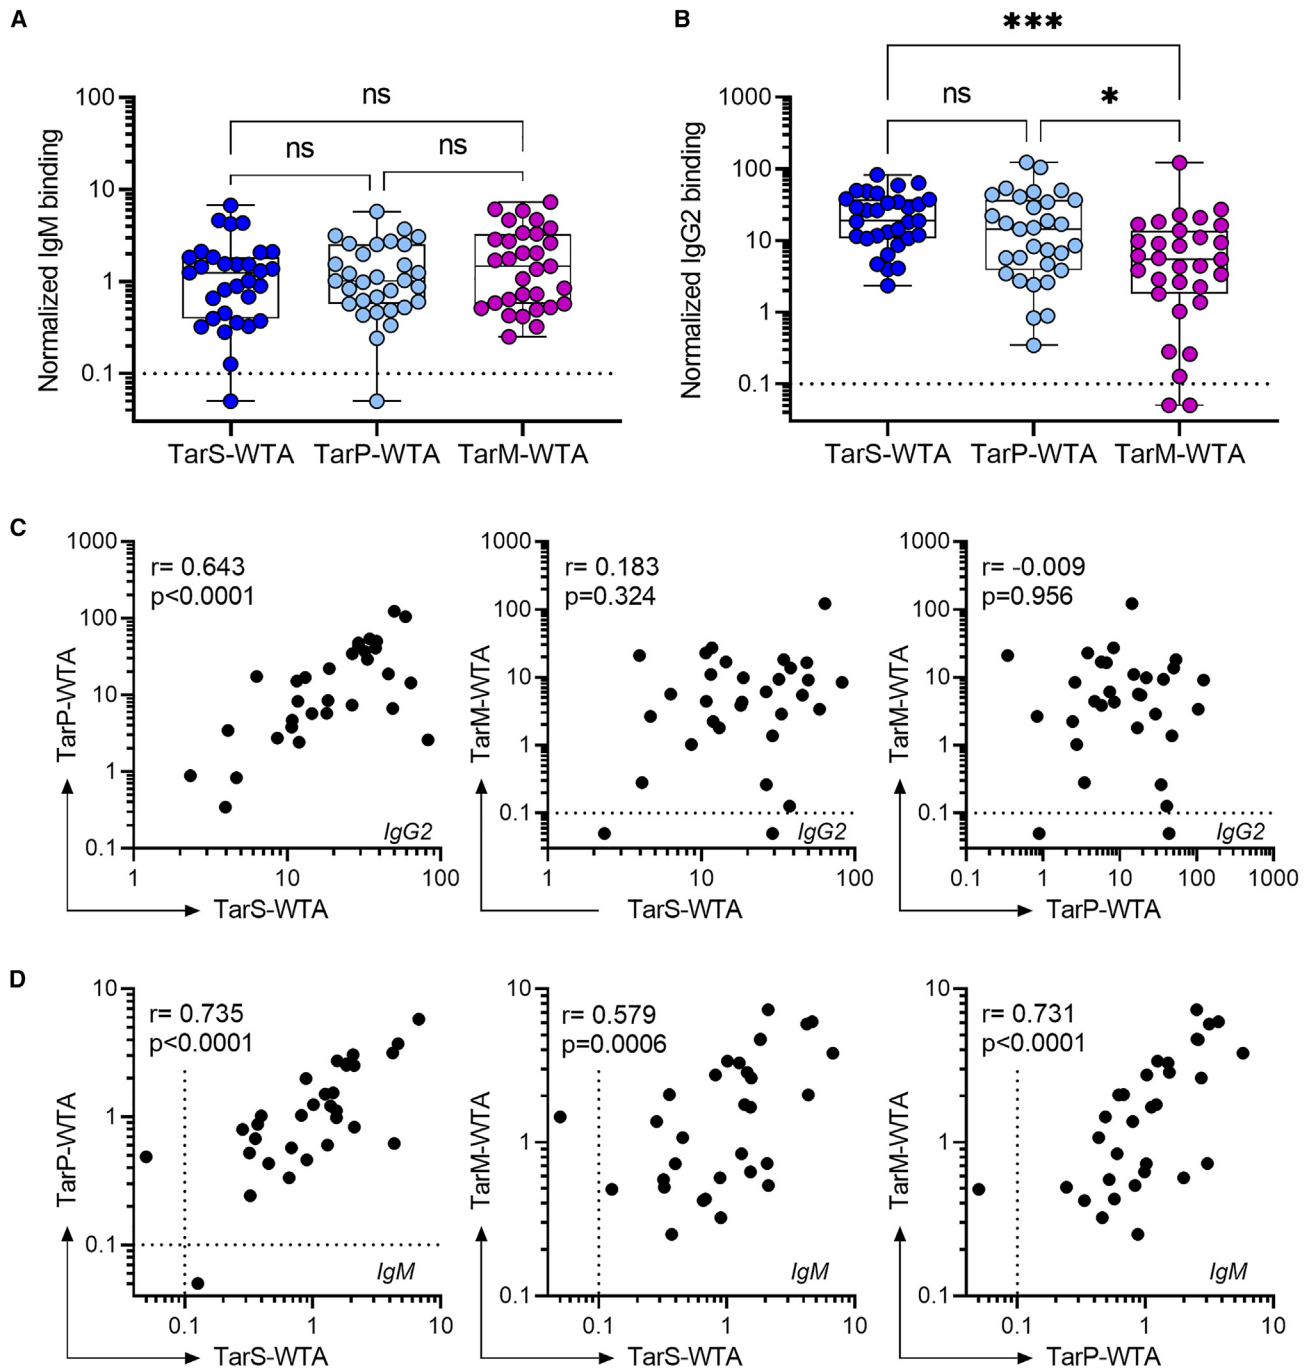 A
Normalized IgM binding
100
10
1
0.1
ns
ns
ns
TarS-WTA
TarP-WTA
TarM-WTA
B
Normalized IgG2 binding
1000
100
10
1
0.1
***
ns
*
TarS-WTA
TarP-WTA
TarM-WTA
C
TarP-WTA
1000
100
10
1
0.1
r= 0.643
p<0.0001
IgG2
1
10
100
TarS-WTA
TarM-WTA
1000
100
10
1
0.1
r= 0.183
p=0.324
IgG2
1
10
100
TarS-WTA
TarM-WTA
1000
100
10
1
0.1
r= -0.009
p=0.956
IgG2
0.1
1
10
100
1000
TarP-WTA
D
TarP-WTA
10
1
0.1
r= 0.735
p<0.0001
IgM
0.1
1
10
TarS-WTA
TarM-WTA
10
1
0.1
r= 0.579
p=0.0006
IgM
0.1
1
10
TarS-WTA
TarM-WTA
10
1
0.1
r= 0.731
p<0.0001
IgM
0.1
1
10
TarP-WTA